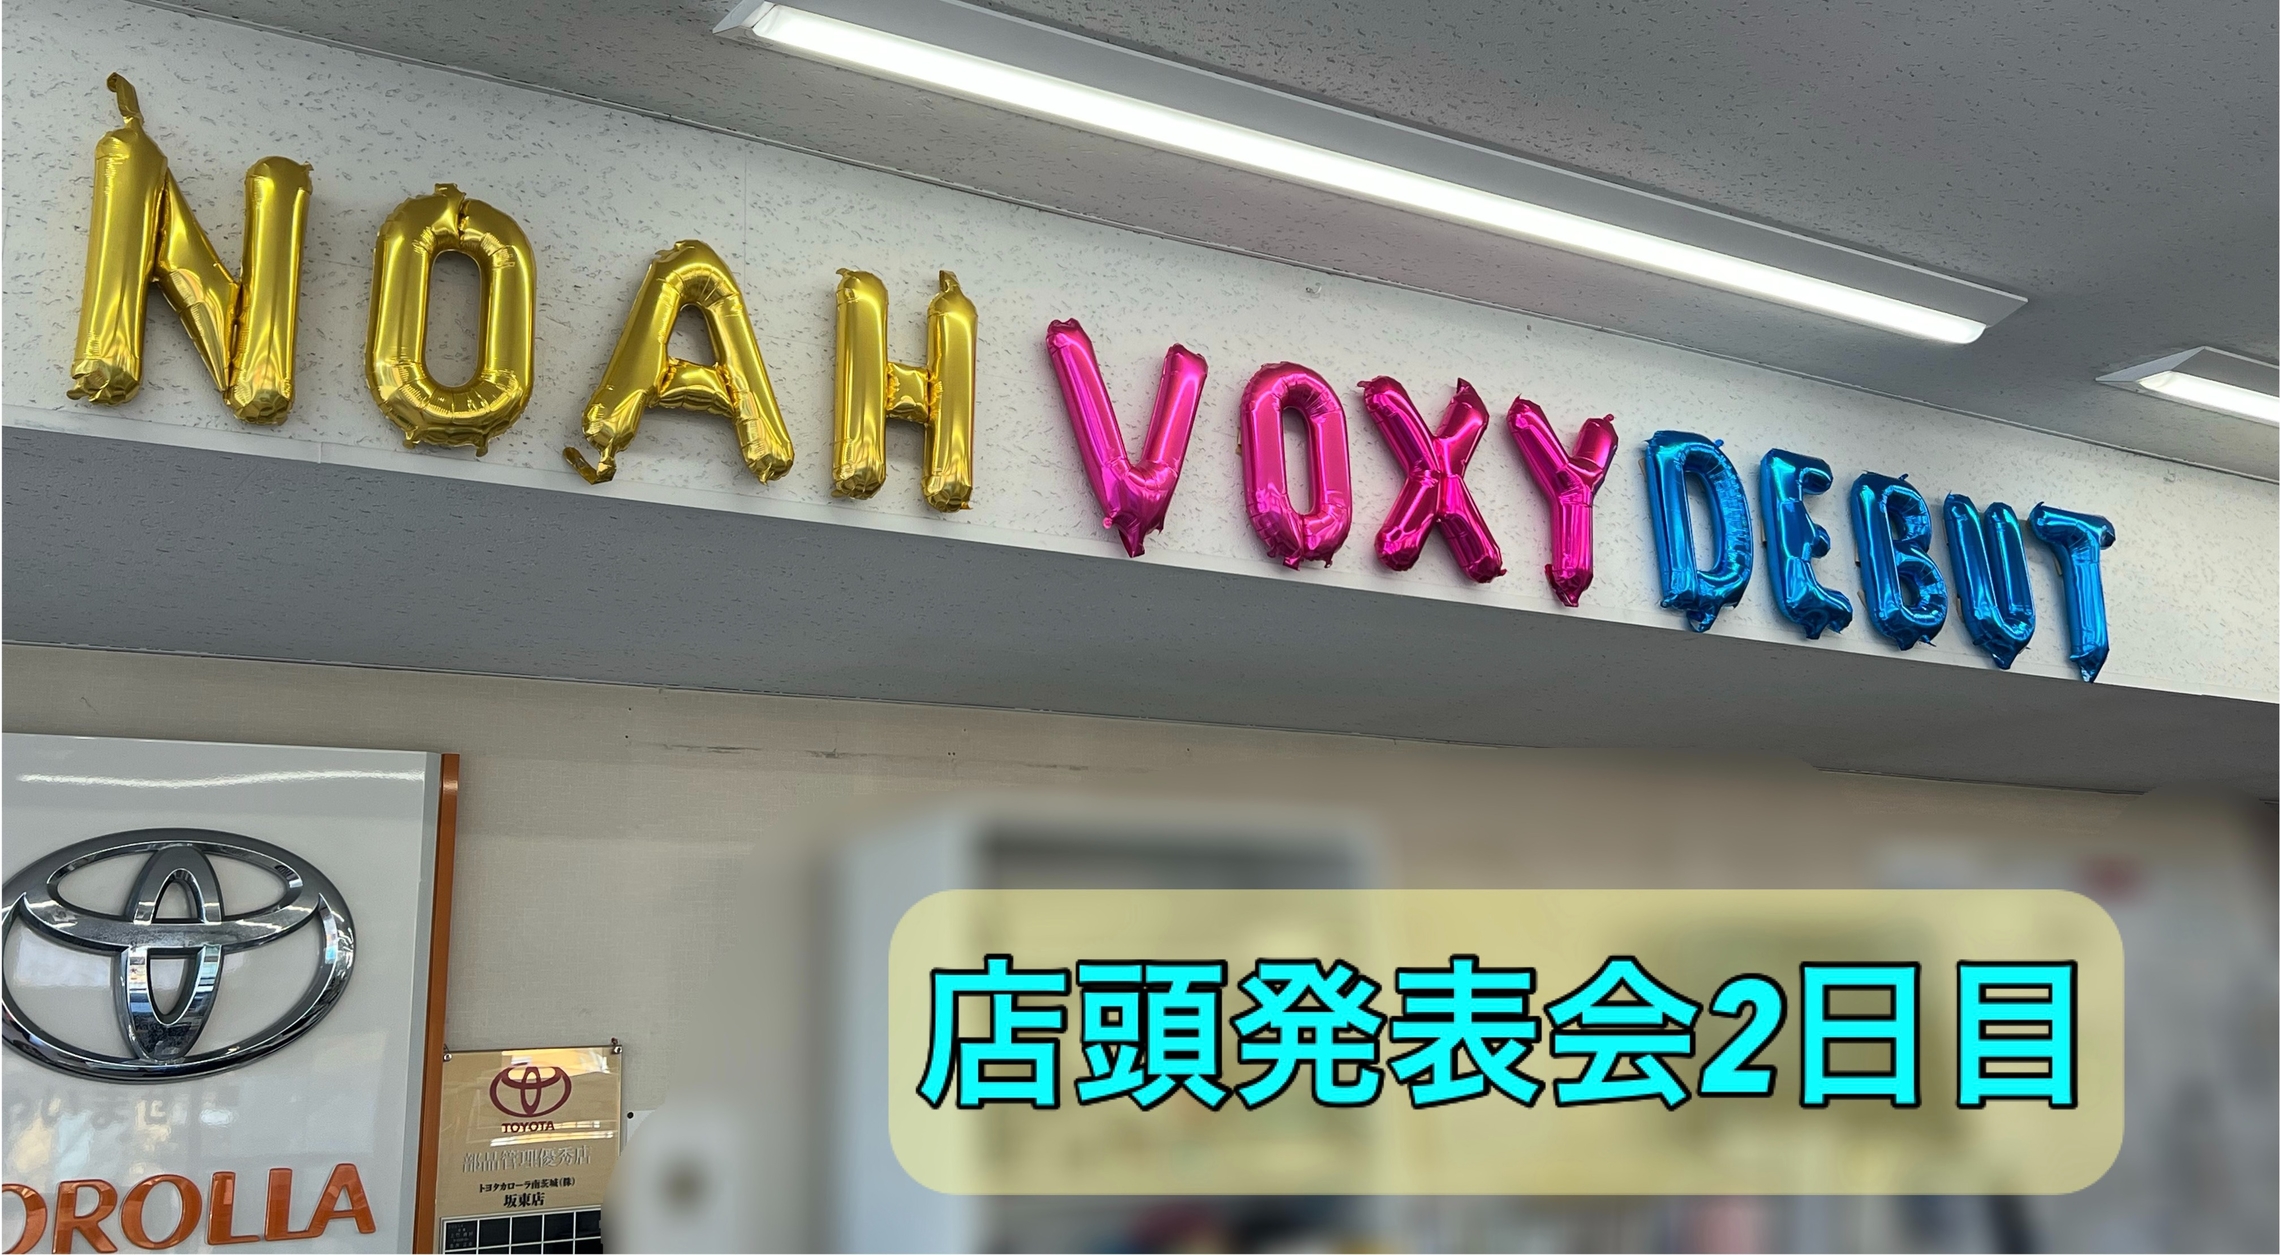 NOAH VOXY DEBUT
店頭発表会2日目
OROLLA
TOYOTA
部品管理優秀店
トヨタカローラ南茨城(株)
坂東店